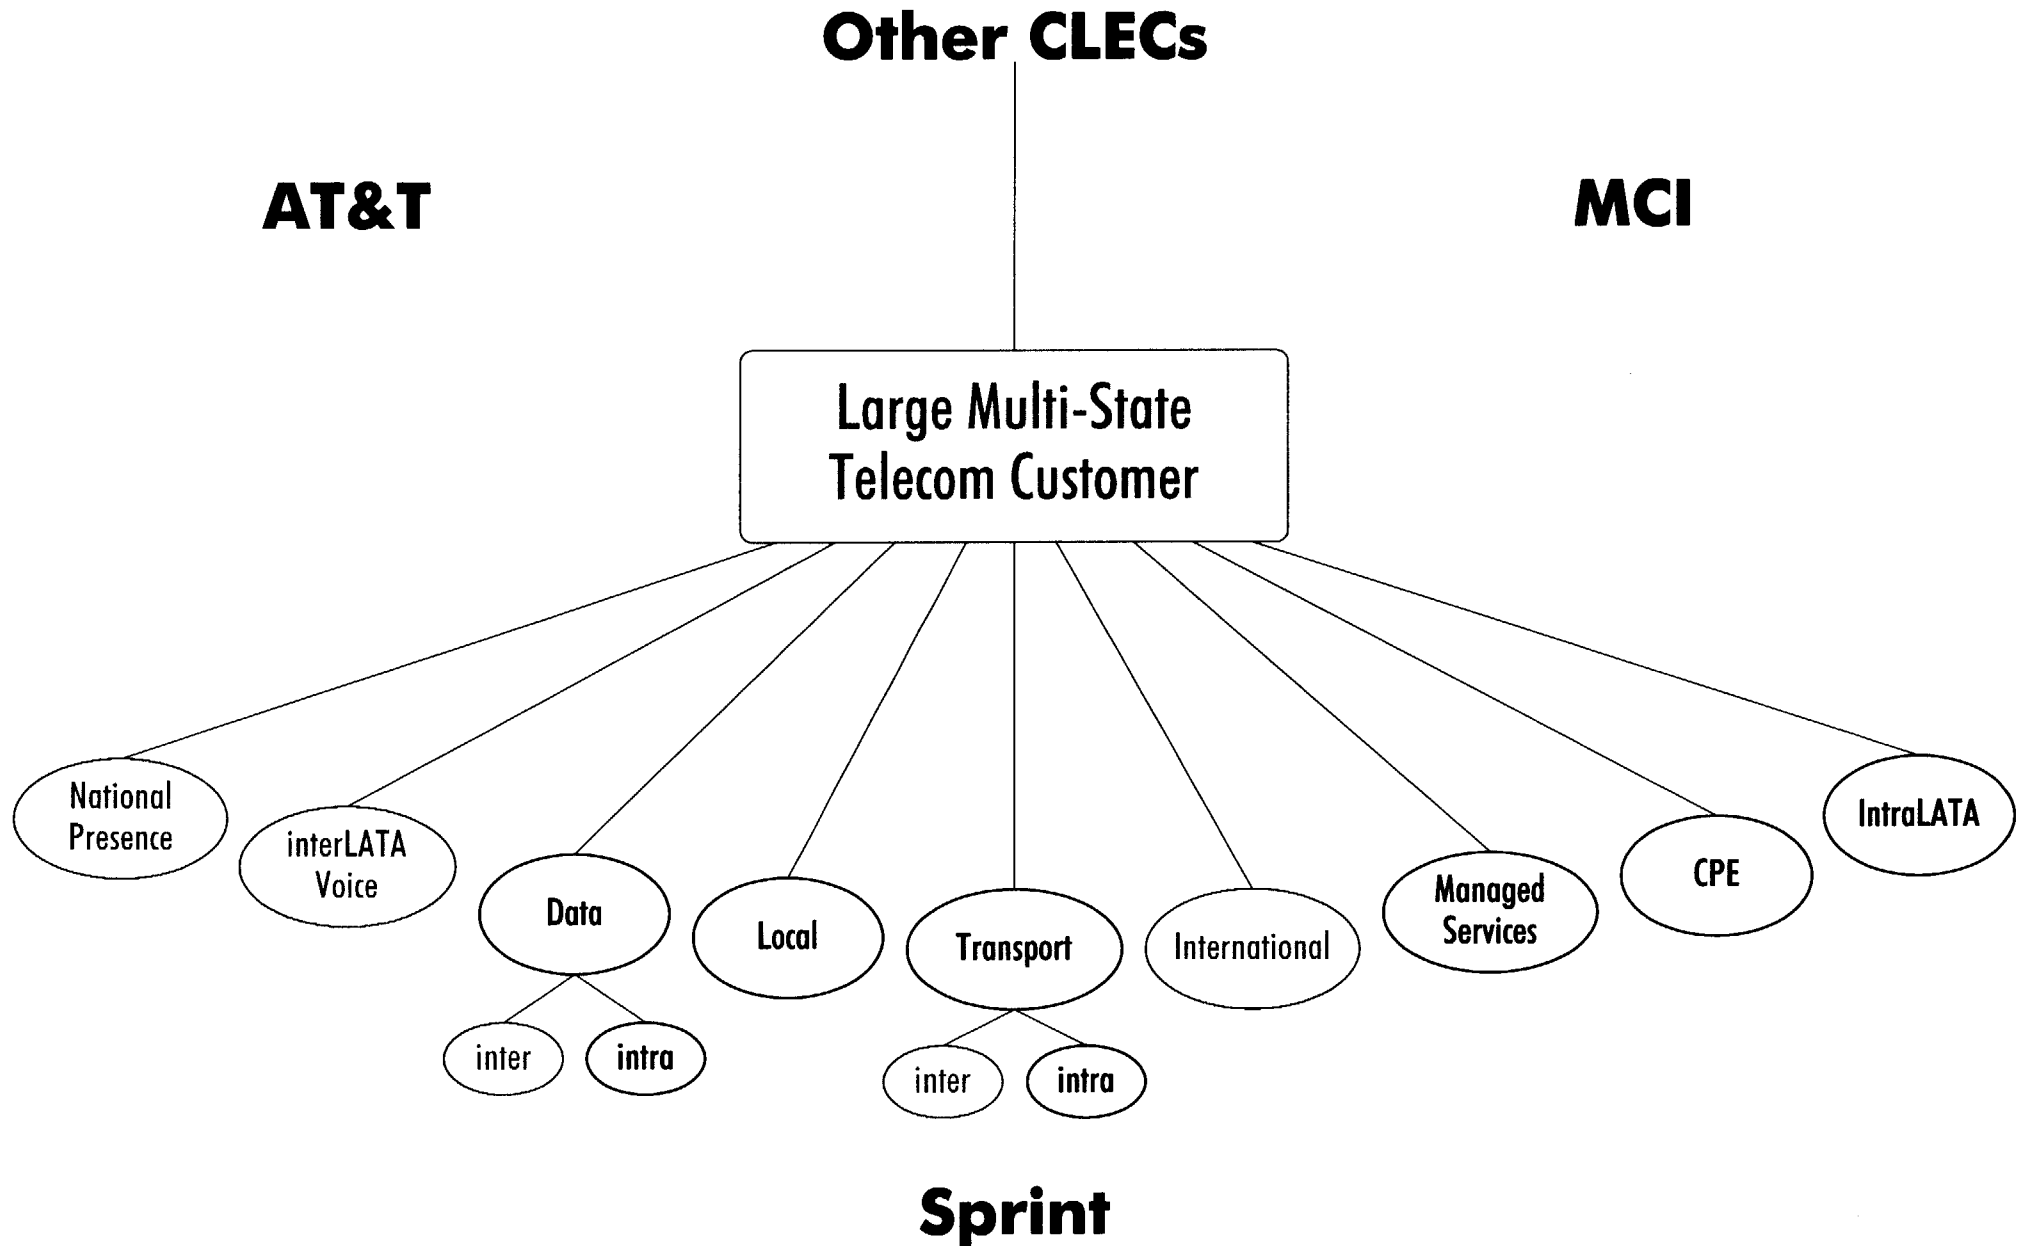 Other CLECs
AT&T
MCI
Large Multi-State
Telecom Customer
National
Presence
interLATA
Voice
Data
Local
Transport
International
Managed
Services
CPE
IntraLATA
inter
intra
inter
intra
Sprint